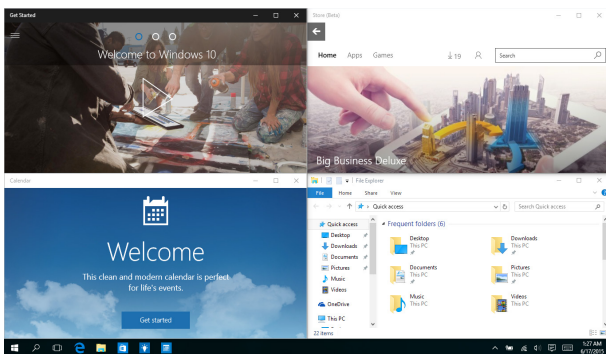 Get Started
Welcome to Windows 10
Store (Beta)
Home Apps Games 19 Search
Big Business Deluxe
Calendar
Welcome
This clean and modern calendar is perfect
for life's events.
Get started
File Explorer
File Home Share View
Quick access Search Quick access
Quick access
Desktop
Downloads
Documents
Pictures
Music
Videos
OneDrive
This PC
Frequent folders (6)
Desktop
This PC
Downloads
This PC
Documents
This PC
Pictures
This PC
Music
This PC
Videos
This PC
22 items
1:27 AM
6/17/2015